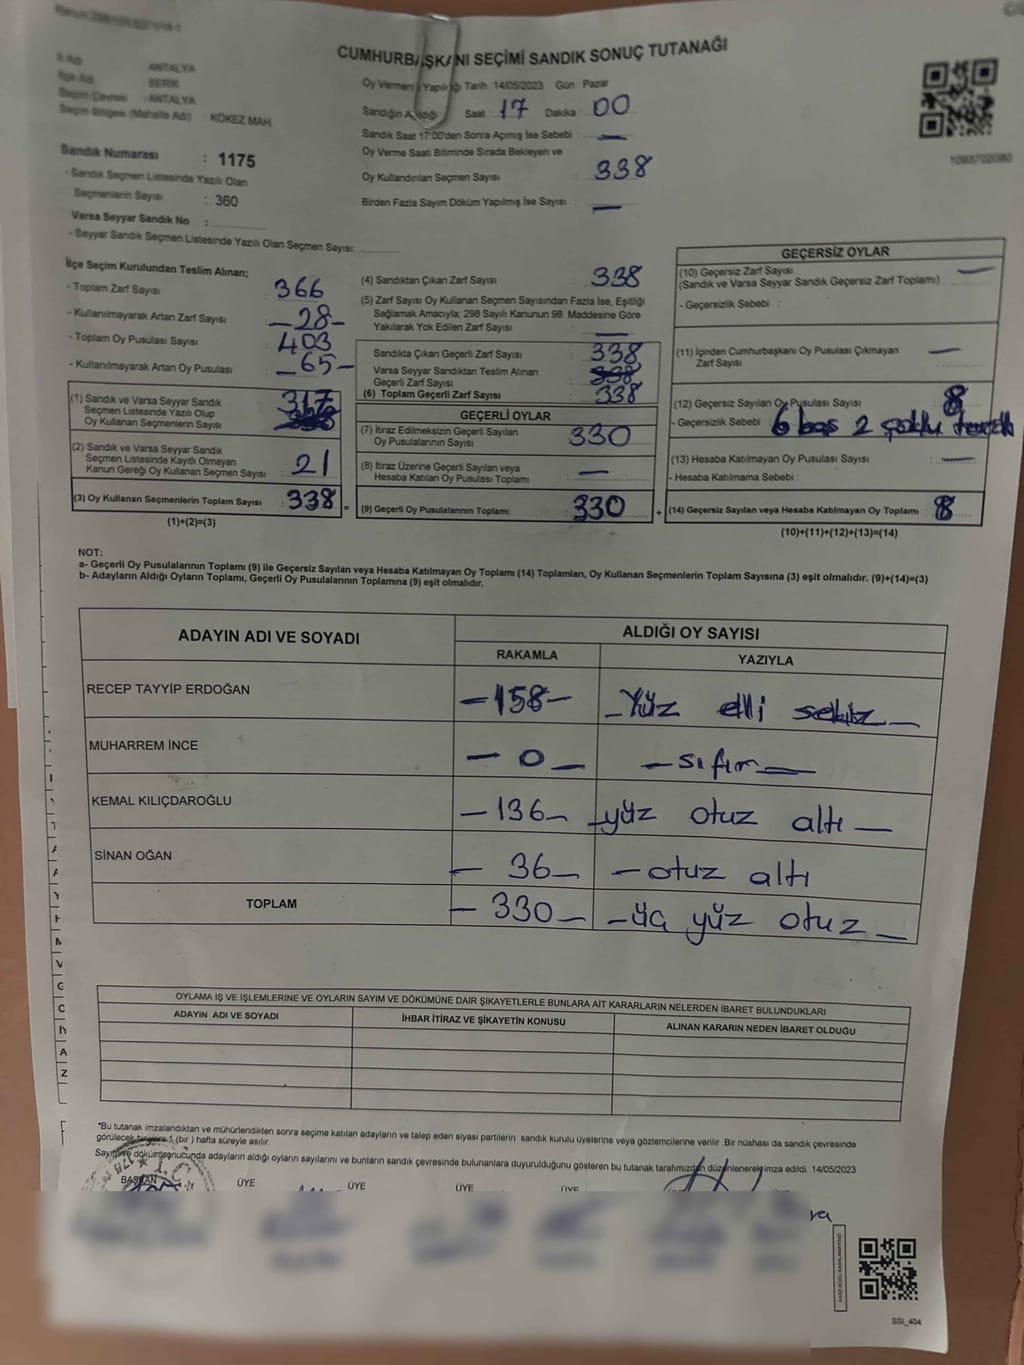 CUMHURBAŞKANI SEÇİMİ SANDIK SONUÇ TUTANAĞI
İl Adı : ANTALYA
İlçe Adı : SERİK
Seçim Çevresi : ANTALYA
Seçim Bölgesi (Mahalle Adı) : KÖKEZ MAH.
Sandık Numarası : 1175
- Sandık Seçmen Listesinde Yazılı Olan
Seçmenlerin Sayısı : 360
Varsa Seyyar Sandık No :
- Seyyar Sandık Seçmen Listesinde Yazılı Olan Seçmen Sayısı:
Oy Vermenin Yapıldığı Tarih :14/05/2023 Gün : Pazar
Sandığın Açıldığı Saat : 17 Dakika : 00
Sandık Saat 17:00'den Sonra Açımış İse Sebebi : —
Oy Verme Saati Bitiminde Sırada Bekleyen ve
Oy Kullandırılan Seçmen Sayısı : 338
Birden Fazla Sayım Döküm Yapılmış İse Sayısı : —
1093702080
İlçe Seçim Kurulundan Teslim Alınan;
- Toplam Zarf Sayısı : 366
- Kullanılmayarak Artan Zarf Sayısı : -28-
- Toplam Oy Pusulası Sayısı : 403
- Kullanılmayarak Artan Oy Pusulası : -65-
(1) Sandık ve Varsa Seyyar Sandık
Seçmen Listesinde Yazılı Olup
Oy Kullanan Seçmenlerin Sayısı : 317
(2) Sandık ve Varsa Seyyar Sandık
Seçmen Listesinde Kayıtlı Olmayan
Kanun Gereği Oy Kullanan Seçmen Sayısı : 21
(3) Oy Kullanan Seçmenlerin Toplam Sayısı : 338 =
(1)+(2)=(3)
(4) Sandıktan Çıkan Zarf Sayısı : 338
(5) Zarf Sayısı Oy Kullanan Seçmen Sayısından Fazla İse, Eşitliği
Sağlamak Amacıyla; 298 Sayılı Kanunun 98. Maddesine Göre
Yakılarak Yok Edilen Zarf Sayısı : —
Sandıkta Çıkan Geçerli Zarf Sayısı : 338
Varsa Seyyar Sandıktan Teslim Alınan
Geçerli Zarf Sayısı :
(6) Toplam Geçerli Zarf Sayısı : 338
GEÇERLİ OYLAR
(7) İtiraz Edilmeksizin Geçerli Sayılan
Oy Pusulalarının Sayısı : 330
(8) İtiraz Üzerine Geçerli Sayılan veya
Hesaba Katılan Oy Pusulası Toplamı : —
(9) Geçerli Oy Pusulalarının Toplamı : 330 +
GEÇERSİZ OYLAR
(10) Geçersiz Zarf Sayısı : —
(Sandık ve Varsa Seyyar Sandık Geçersiz Zarf Toplamı)
- Geçersizlik Sebebi :
(11) İçinden Cumhurbaşkanı Oy Pusulası Çıkmayan
Zarf Sayısı : —
(12) Geçersiz Sayılan Oy Pusulası Sayısı : 8
- Geçersizlik Sebebi : 6 boş 2 çoklu tercih
(13) Hesaba Katılmayan Oy Pusulası Sayısı : —
- Hesaba Katılmama Sebebi :
(14) Geçersiz Sayılan veya Hesaba Katılmayan Oy Toplamı : 8
(10)+(11)+(12)+(13)=(14)
NOT:
a- Geçerli Oy Pusulalarının Toplamı (9) ile Geçersiz Sayılan veya Hesaba Katılmayan Oy Toplamı (14) Toplamları, Oy Kullanan Seçmenlerin Toplam Sayısına (3) eşit olmalıdır. (9)+(14)=(3)
b- Adayların Aldığı Oyların Toplamı, Geçerli Oy Pusulalarının Toplamına (9) eşit olmalıdır.
ADAYIN ADI VE SOYADI ALDIĞI OY SAYISI
RAKAMLA YAZIYLA
RECEP TAYYİP ERDOĞAN -158- -Yüz elli sekiz-
MUHARREM İNCE -0- -sıfır-
KEMAL KILIÇDAROĞLU -136- -yüz otuz altı-
SİNAN OĞAN -36- -otuz altı
TOPLAM -330- -üç yüz otuz-
OYLAMA İŞ VE İŞLEMLERİNE VE OYLARIN SAYIM VE DÖKÜMÜNE DAİR ŞİKAYETLERLE BUNLARA AİT KARARLARIN NELERDEN İBARET BULUNDUKLARI
ADAYIN ADI VE SOYADI İHBAR İTİRAZ VE ŞİKAYETİN KONUSU ALINAN KARARIN NEDEN İBARET OLDUĞU
*Bu tutanak imzalandıktan ve mühürlendikten sonra seçime katılan adayların ve talep eden siyasi partilerin sandık kurulu üyelerine veya gözlemcilerine verilir .Bir nüshası da sandık çevresinde
görülecek bir yere 1 (bir ) hafta süreyle asılır.
Sayım ve dökümsonucunda adayların aldığı oyların sayılarını ve bunların sandık çevresinde bulunanlara duyurulduğunu gösteren bu tutanak tarafımızdan düzenlenerek imza edildi. 14/05/2023
BAŞKAN ÜYE ÜYE ÜYE ÜYE
SSİ_404